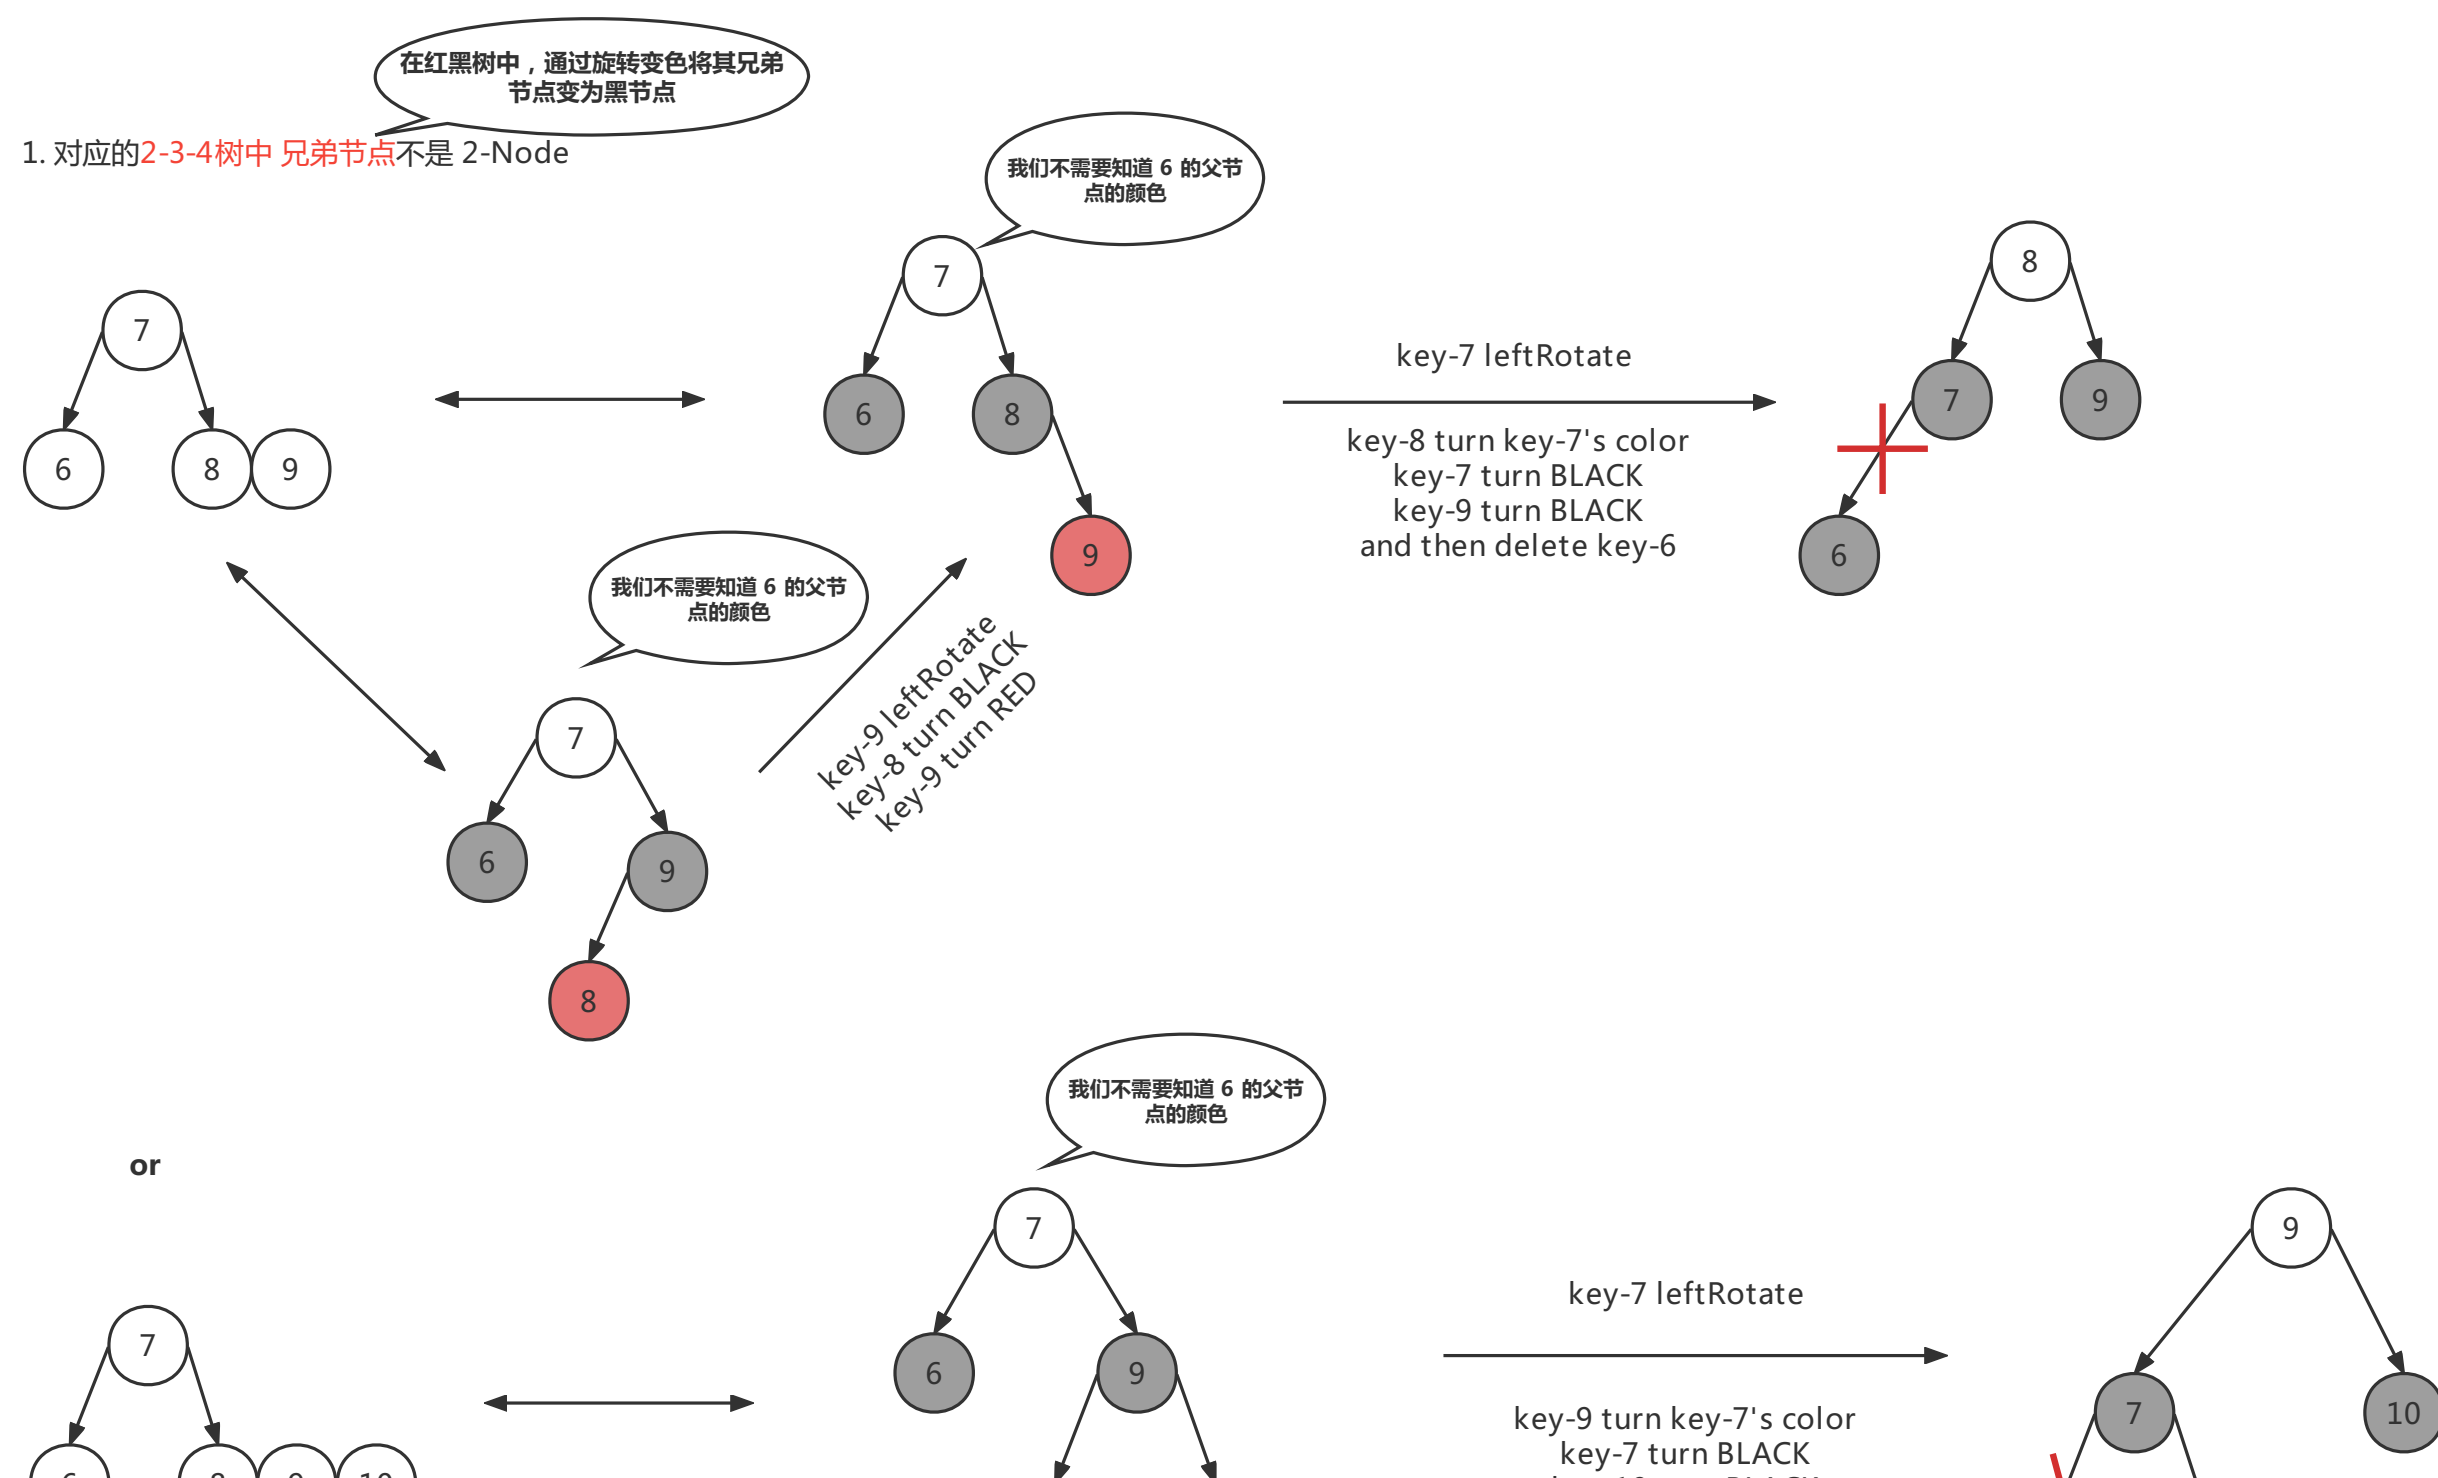 在红黑树中，通过旋转变色将其兄弟
节点变为黑节点
1. 对应的2-3-4树中 兄弟节点不是 2-Node
我们不需要知道 6 的父节
点的颜色
7
6
8
9
7
6
8
9
key-7 leftRotate
key-8 turn key-7's color
key-7 turn BLACK
key-9 turn BLACK
and then delete key-6
8
7
9
6
我们不需要知道 6 的父节
点的颜色
7
6
9
8
key-9 leftRotate
key-8 turn BLACK
key-9 turn RED
or
我们不需要知道 6 的父节
点的颜色
7
7
6
9
key-7 leftRotate
key-9 turn key-7's color
key-7 turn BLACK
9
7
10